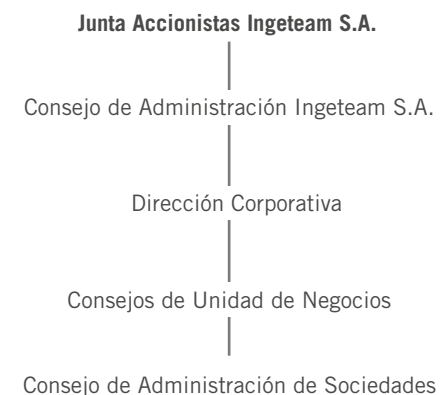 Junta Accionistas Ingeteam S.A.
Consejo de Administración Ingeteam S.A.
Dirección Corporativa
Consejos de Unidad de Negocios
Consejo de Administración de Sociedades